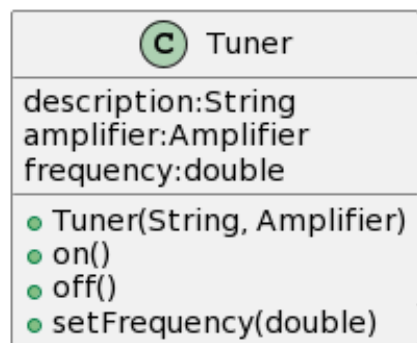 C Tuner
description:String
amplifier:Amplifier
frequency:double
Tuner(String, Amplifier)
on()
off()
setFrequency(double)